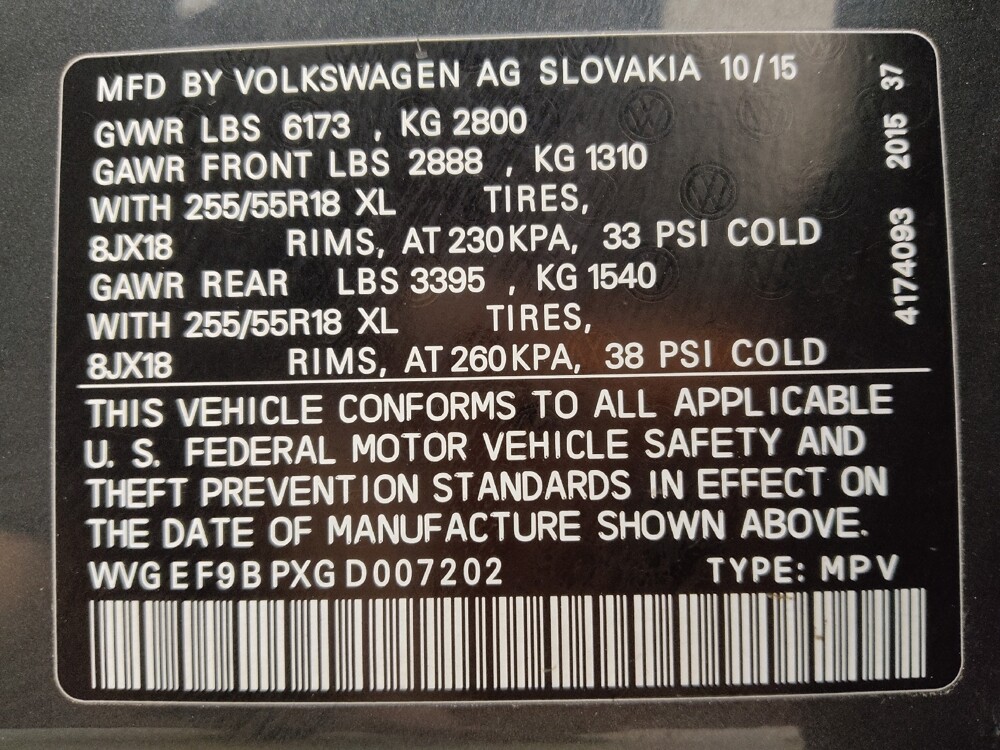 MFD BY VOLKSWAGEN AG SLOVAKIA 10/15
GVWR LBS 6173 , KG 2800
GAWR FRONT LBS 2888 , KG 1310
WITH 255/55R18 XL TIRES,
8JX18 RIMS, AT 230KPA, 33 PSI COLD
GAWR REAR LBS 3395 , KG 1540
WITH 255/55R18 XL TIRES,
8JX18 RIMS, AT 260KPA, 38 PSI COLD
THIS VEHICLE CONFORMS TO ALL APPLICABLE
U. S. FEDERAL MOTOR VEHICLE SAFETY AND
THEFT PREVENTION STANDARDS IN EFFECT ON
THE DATE OF MANUFACTURE SHOWN ABOVE.
WVGEF9BPXGD007202 TYPE: MPV
4174093 2015 37